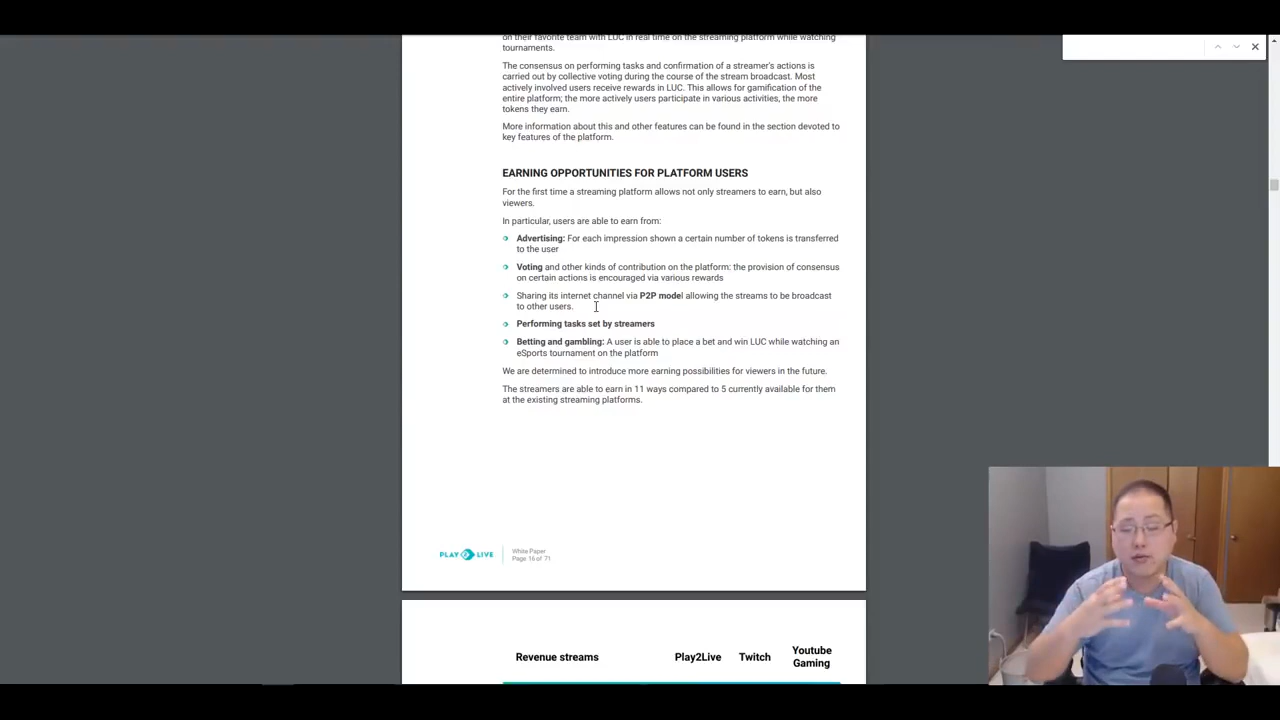 on their favorite team with LUC in real time on the streaming platform while watching
tournaments.
The consensus on performing tasks and confirmation of a streamer's actions is
carried out by collective voting during the course of the stream broadcast. Most
actively involved users receive rewards in LUC. This allows for gamification of the
entire platform; the more actively users participate in various activities, the more
tokens they earn.
More information about this and other features can be found in the section devoted to
key features of the platform.
EARNING OPPORTUNITIES FOR PLATFORM USERS
For the first time a streaming platform allows not only streamers to earn, but also
viewers.
In particular, users are able to earn from:
Advertising: For each impression shown a certain number of tokens is transferred
to the user
Voting and other kinds of contribution on the platform: the provision of consensus
on certain actions is encouraged via various rewards
Sharing its internet channel via P2P model allowing the streams to be broadcast
to other users.
Performing tasks set by streamers
Betting and gambling: A user is able to place a bet and win LUC while watching an
eSports tournament on the platform
We are determined to introduce more earning possibilities for viewers in the future.
The streamers are able to earn in 11 ways compared to 5 currently available for them
at the existing streaming platforms.
PLAY 2 LIVE
White Paper
Page 16 of 71
Revenue streams Play2Live Twitch Youtube
Gaming